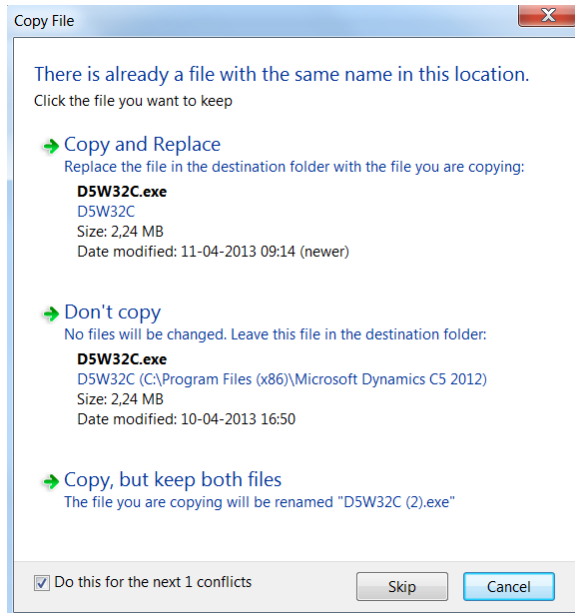 Copy File
There is already a file with the same name in this location.
Click the file you want to keep
Copy and Replace
Replace the file in the destination folder with the file you are copying:
D5W32C.exe
D5W32C
Size: 2,24 MB
Date modified: 11-04-2013 09:14 (newer)
Don't copy
No files will be changed. Leave this file in the destination folder:
D5W32C.exe
D5W32C (C:\Program Files (x86)\Microsoft Dynamics C5 2012)
Size: 2,24 MB
Date modified: 10-04-2013 16:50
Copy, but keep both files
The file you are copying will be renamed "D5W32C (2).exe"
Do this for the next 1 conflicts
Skip
Cancel